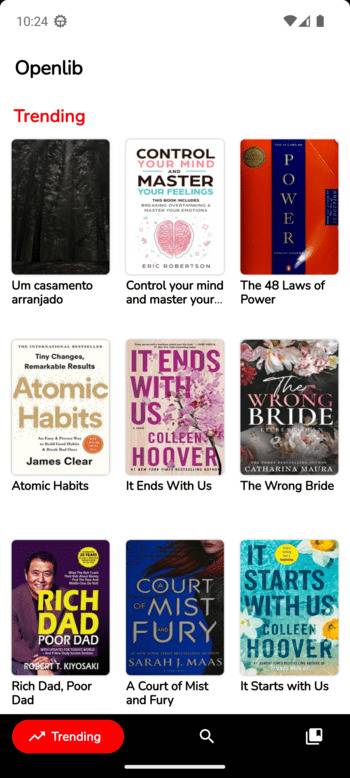 10:24
Openlib
Trending
CONTROL
YOUR MIND
AND
MASTER
YOUR FEELINGS
THIS BOOK INCLUDES
BREAKING OVERTHINKING &
MASTER YOUR EMOTIONS
ERIC ROBERTSON
POWER
Um casamento
arranjado
Control your mind
and master your...
The 48 Laws of
Power
THE INTERNATIONAL BESTSELLER
Tiny Changes,
Remarkable Results
Atomic
Habits
An Easy & Proven Way
to Build Good Habits
& Break Bad Ones
James Clear
IT ENDS
WITH
US
COLLEEN
HOOVER
#1 NEW YORK TIMES BESTSELLING AUTHOR
The
WRONG
BRIDE
CATHARINA MAURA
Atomic Habits
It Ends With Us
The Wrong Bride
RICH
DAD
POOR DAD
ROBERT T. KIYOSAKI
A COURT
OF MIST
AND
FURY
SARAH J. MAAS
IT
STARTS
WITH US
COLLEEN
HOOVER
Rich Dad, Poor
Dad
A Court of Mist
and Fury
It Starts with Us
Trending